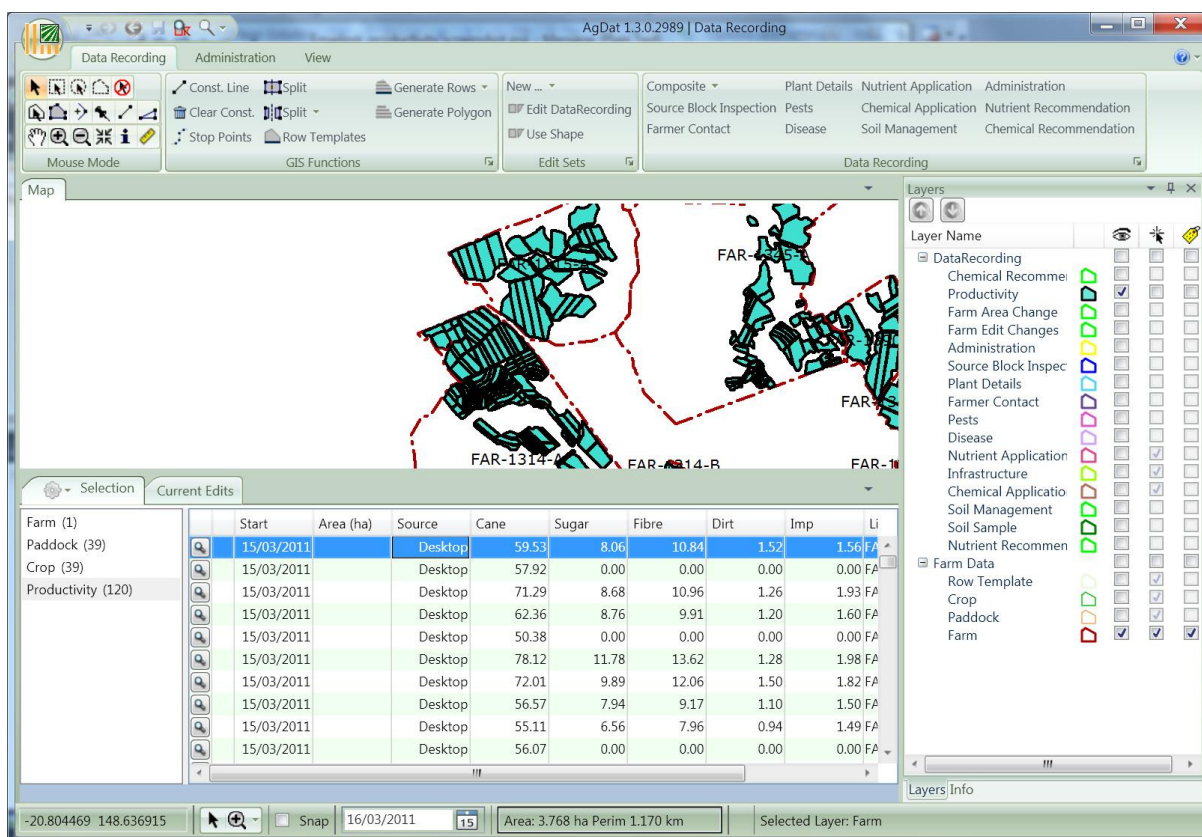 AgDat 1.3.0.2989 | Data Recording
Data Recording Administration View
Const. Line Split Generate Rows New ... Composite Plant Details Nutrient Application Administration
Clear Const. Split Generate Polygon Edit DataRecording Source Block Inspection Pests Chemical Application Nutrient Recommendation
Stop Points Row Templates Use Shape Farmer Contact Disease Soil Management Chemical Recommendation
Mouse Mode GIS Functions Edit Sets Data Recording
Map
FAR-1314-A
FAR-1
Layers
Layer Name
DataRecording
Chemical Recommen
Productivity
Farm Area Change
Farm Edit Changes
Administration
Source Block Inspec
Plant Details
Farmer Contact
Pests
Disease
Nutrient Application
Infrastructure
Chemical Applicatio
Soil Management
Soil Sample
Nutrient Recommen
Farm Data
Row Template
Crop
Paddock
Farm
Layers Info
Selection Current Edits
Farm (1)
Paddock (39)
Crop (39)
Productivity (120)
Start Area (ha) Source Cane Sugar Fibre Dirt Imp Li
15/03/2011 Desktop 59.53 8.06 10.84 1.52 1.56 FA
15/03/2011 Desktop 57.92 0.00 0.00 0.00 0.00 FA
15/03/2011 Desktop 71.29 8.68 10.96 1.26 1.93 FA
15/03/2011 Desktop 62.36 8.76 9.91 1.20 1.60 FA
15/03/2011 Desktop 50.38 0.00 0.00 0.00 0.00 FA
15/03/2011 Desktop 78.12 11.78 13.62 1.28 1.98 FA
15/03/2011 Desktop 72.01 9.89 12.06 1.50 1.82 FA
15/03/2011 Desktop 56.57 7.94 9.17 1.10 1.50 FA
15/03/2011 Desktop 55.11 6.56 7.96 0.94 1.49 FA
15/03/2011 Desktop 56.07 0.00 0.00 0.00 0.00 FA
-20.804469 148.636915 Snap 16/03/2011 15 Area: 3.768 ha Perim 1.170 km Selected Layer: Farm